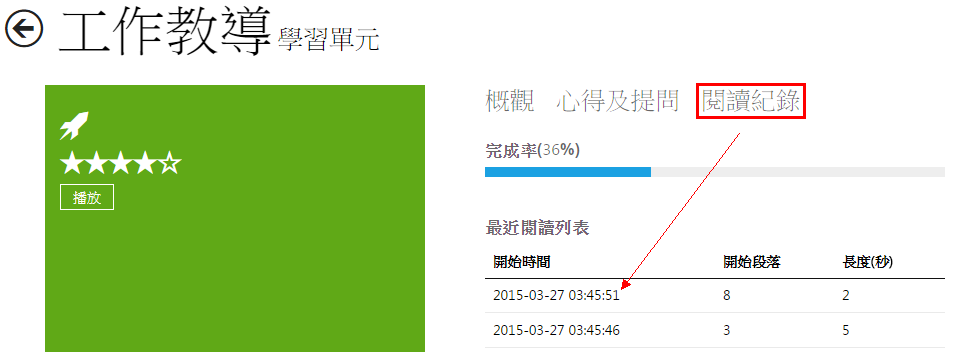 工作教導 學習單元
播放
概觀 心得及提問 閱讀紀錄
完成率(36%)
最近閱讀列表
開始時間 開始段落 長度(秒)
2015-03-27 03:45:51 8 2
2015-03-27 03:45:46 3 5